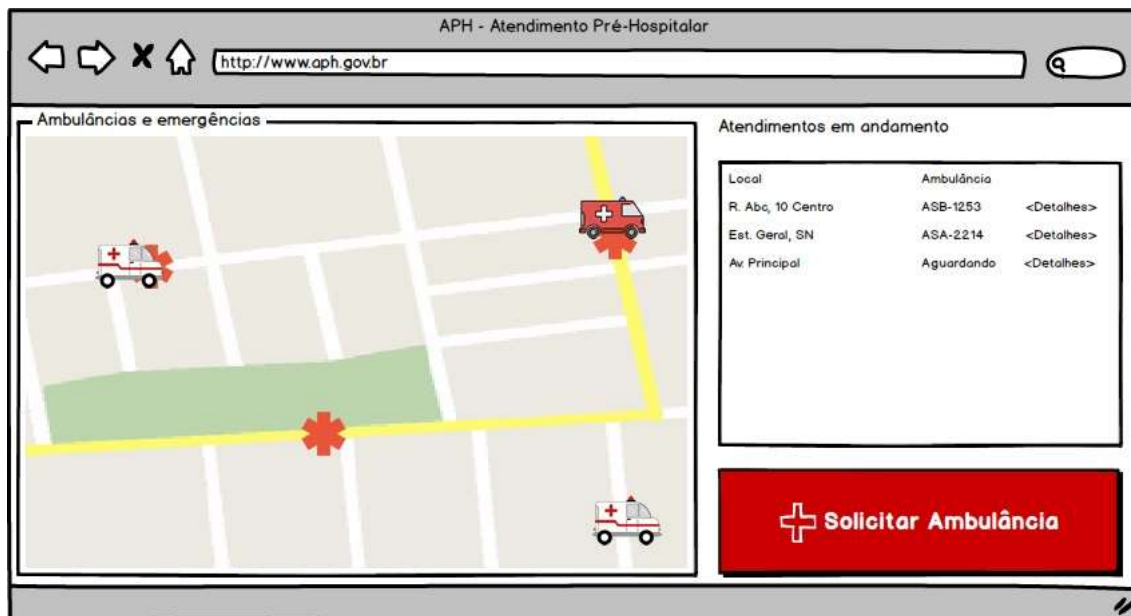 APH - Atendimento Pré-Hospitalar
http://www.aph.gov.br
Ambulâncias e emergências
Atendimentos em andamento
Local Ambulância
R. Abc, 10 Centro ASB-1253 <Detalhes>
Est. Geral, SN ASA-2214 <Detalhes>
Av. Principal Aguardando <Detalhes>
Solicitar Ambulância